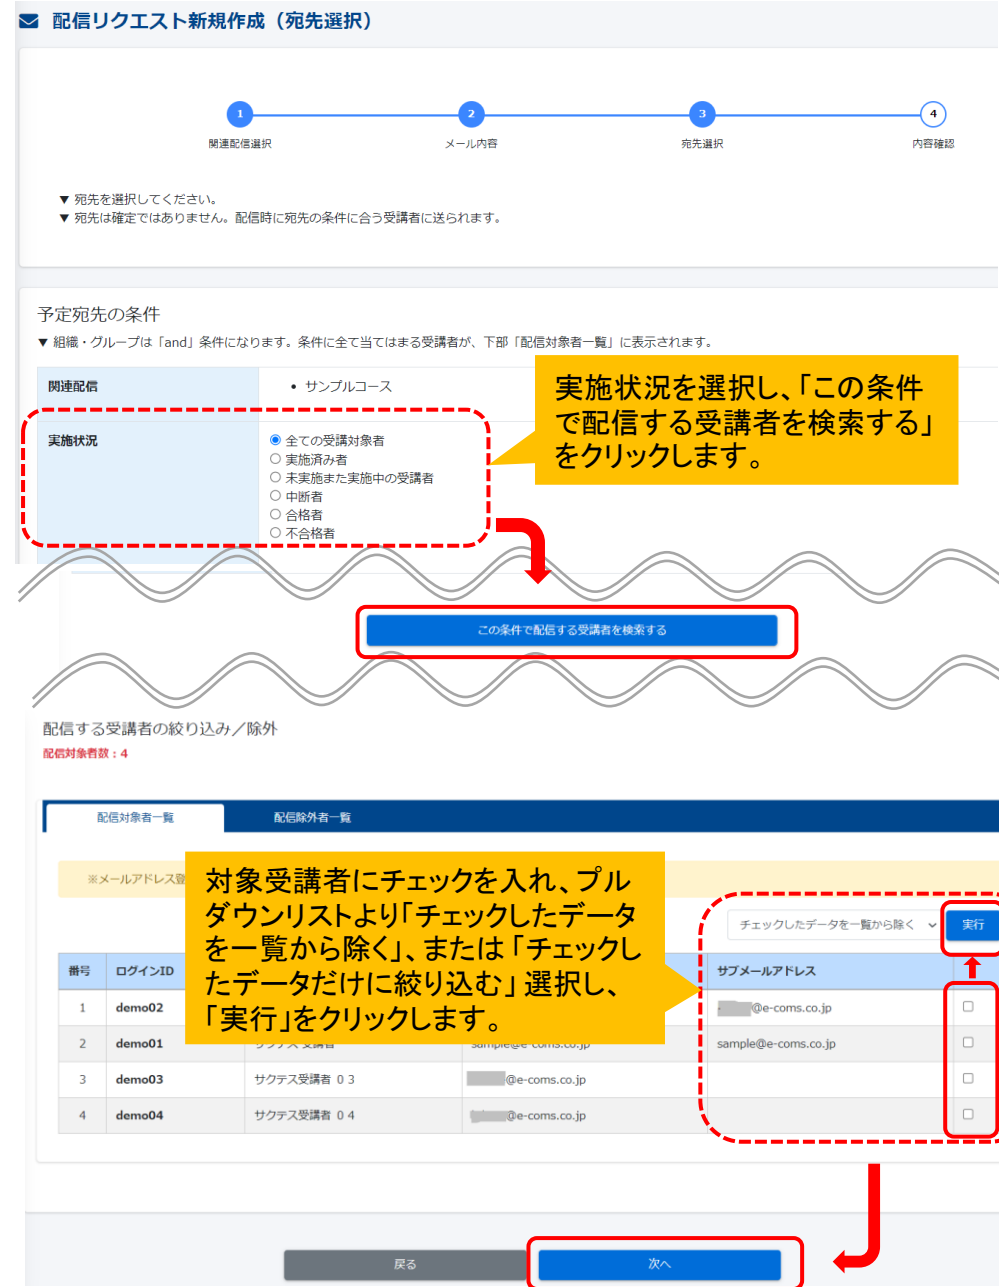 配信リクエスト新規作成（宛先選択）
1
2
3
4
関連配信選択
メール内容
宛先選択
内容確認
▼ 宛先を選択してください。
▼ 宛先は確定ではありません。配信時に宛先の条件に合う受講者に送られます。
予定宛先の条件
▼ 組織・グループは「and」条件になります。条件に全て当てはまる受講者が、下部「配信対象者一覧」に表示されます。
関連配信
• サンプルコース
実施状況を選択し、「この条件
で配信する受講者を検索する」
をクリックします。
実施状況
全ての受講対象者
実施済み者
未実施また実施中の受講者
中断者
合格者
不合格者
この条件で配信する受講者を検索する
配信する受講者の絞り込み／除外
配信対象者数：4
配信対象者一覧
配信除外者一覧
※メールアドレス
対象受講者にチェックを入れ、プル
ダウンリストより「チェックしたデータ
を一覧から除く」、または「チェックし
たデータだけに絞り込む」選択し、
「実行」をクリックします。
チェックしたデータを一覧から除く
実行
番号 ログインID サブメールアドレス
1 demo02 @e-coms.co.jp
2 demo01 サクテス 受講者 sample@e-coms.co.jp sample@e-coms.co.jp
3 demo03 サクテス受講者 03 @e-coms.co.jp
4 demo04 サクテス受講者 04 @e-coms.co.jp
戻る
次へ